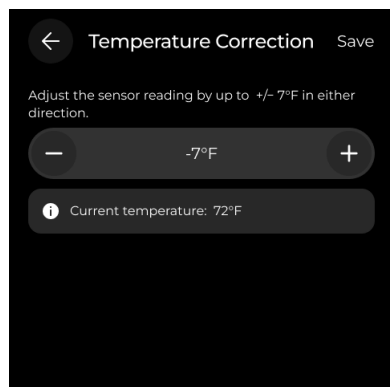 Temperature Correction Save
Adjust the sensor reading by up to +/− 7°F in either
direction.
-7°F
Current temperature: 72°F